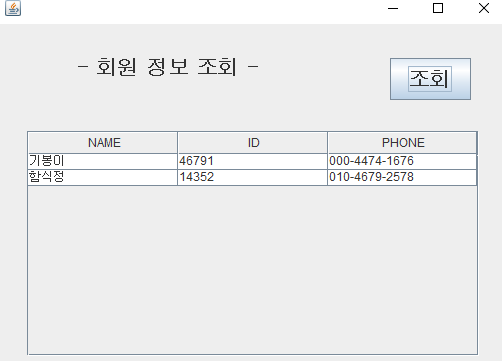 - 회원 정보 조회 -
조회
NAME ID PHONE
기봉이 46791 000-4474-1676
함식정 14352 010-4679-2578